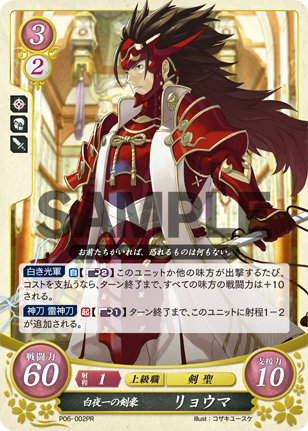 3
2
SAMPLE
お前たちがいれば、恐れるものは何もない。
白き光軍 自 [2] このユニットか他の味方が出撃するたび、
コストを支払うなら、ターン終了まで、すべての味方の戦闘力は+10
される。
神刀 雷神刀 起 [1] ターン終了まで、このユニットに射程1-2
が追加される。
戦闘力
60
射程 1 上級職 剣聖
支援力
10
白夜一の剣豪 リョウマ
P06-002PR
Illust:コザキユースケ